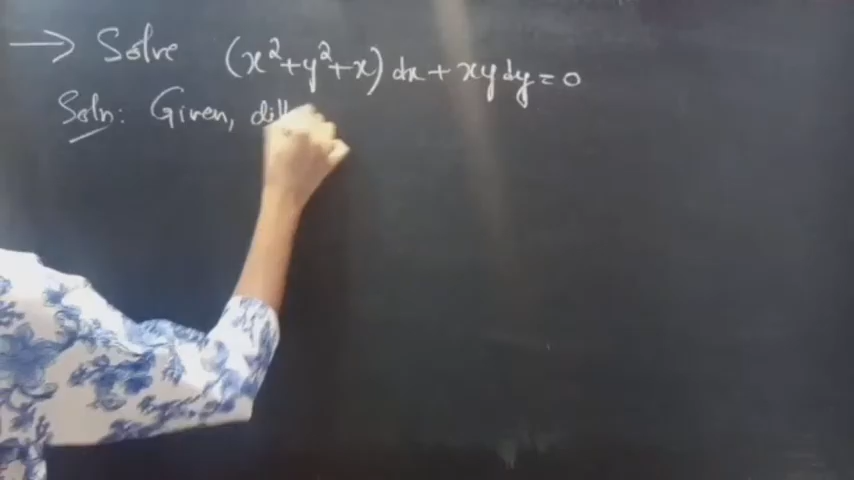 → Solve (x²+y²+x) dx + xy dy = 0
Soln: Given,